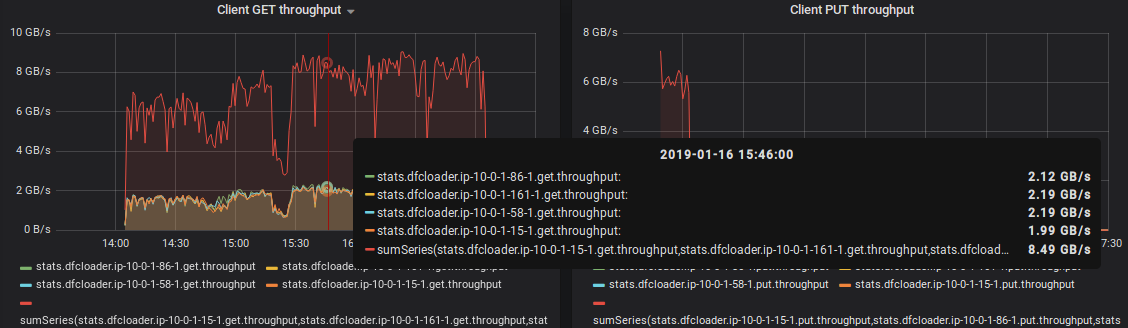 Client GET throughput
Client PUT throughput
10 GB/s
8 GB/s
6 GB/s
4 GB/s
2 GB/s
0 B/s
14:00 14:30 15:00 15:30 16
8 GB/s
6 GB/s
4 GB/s
7:30
2019-01-16 15:46:00
stats.dfcloader.ip-10-0-1-86-1.get.throughput: 2.12 GB/s
stats.dfcloader.ip-10-0-1-161-1.get.throughput: 2.19 GB/s
stats.dfcloader.ip-10-0-1-58-1.get.throughput: 2.19 GB/s
stats.dfcloader.ip-10-0-1-15-1.get.throughput: 1.99 GB/s
sumSeries(stats.dfcloader.ip-10-0-1-15-1.get.throughput,stats.dfcloader.ip-10-0-1-161-1.get.throughput,stats.dfcload... 8.49 GB/s
stats.dfcloader.ip-10-0-1-86-1.get.throughput stats.dfcloader.ip-10-0-1-161-1.get.throughput
stats.dfcloader.ip-10-0-1-58-1.get.throughput stats.dfcloader.ip-10-0-1-15-1.get.throughput
sumSeries(stats.dfcloader.ip-10-0-1-15-1.get.throughput,stats.dfcloader.ip-10-0-1-161-1.get.throughput,stat
stats.dfcloader.ip-10-0-1-58-1.put.throughput stats.dfcloader.ip-10-0-1-15-1.put.throughput
sumSeries(stats.dfcloader.ip-10-0-1-15-1.put.throughput,stats.dfcloader.ip-10-0-1-86-1.put.throughput,stats